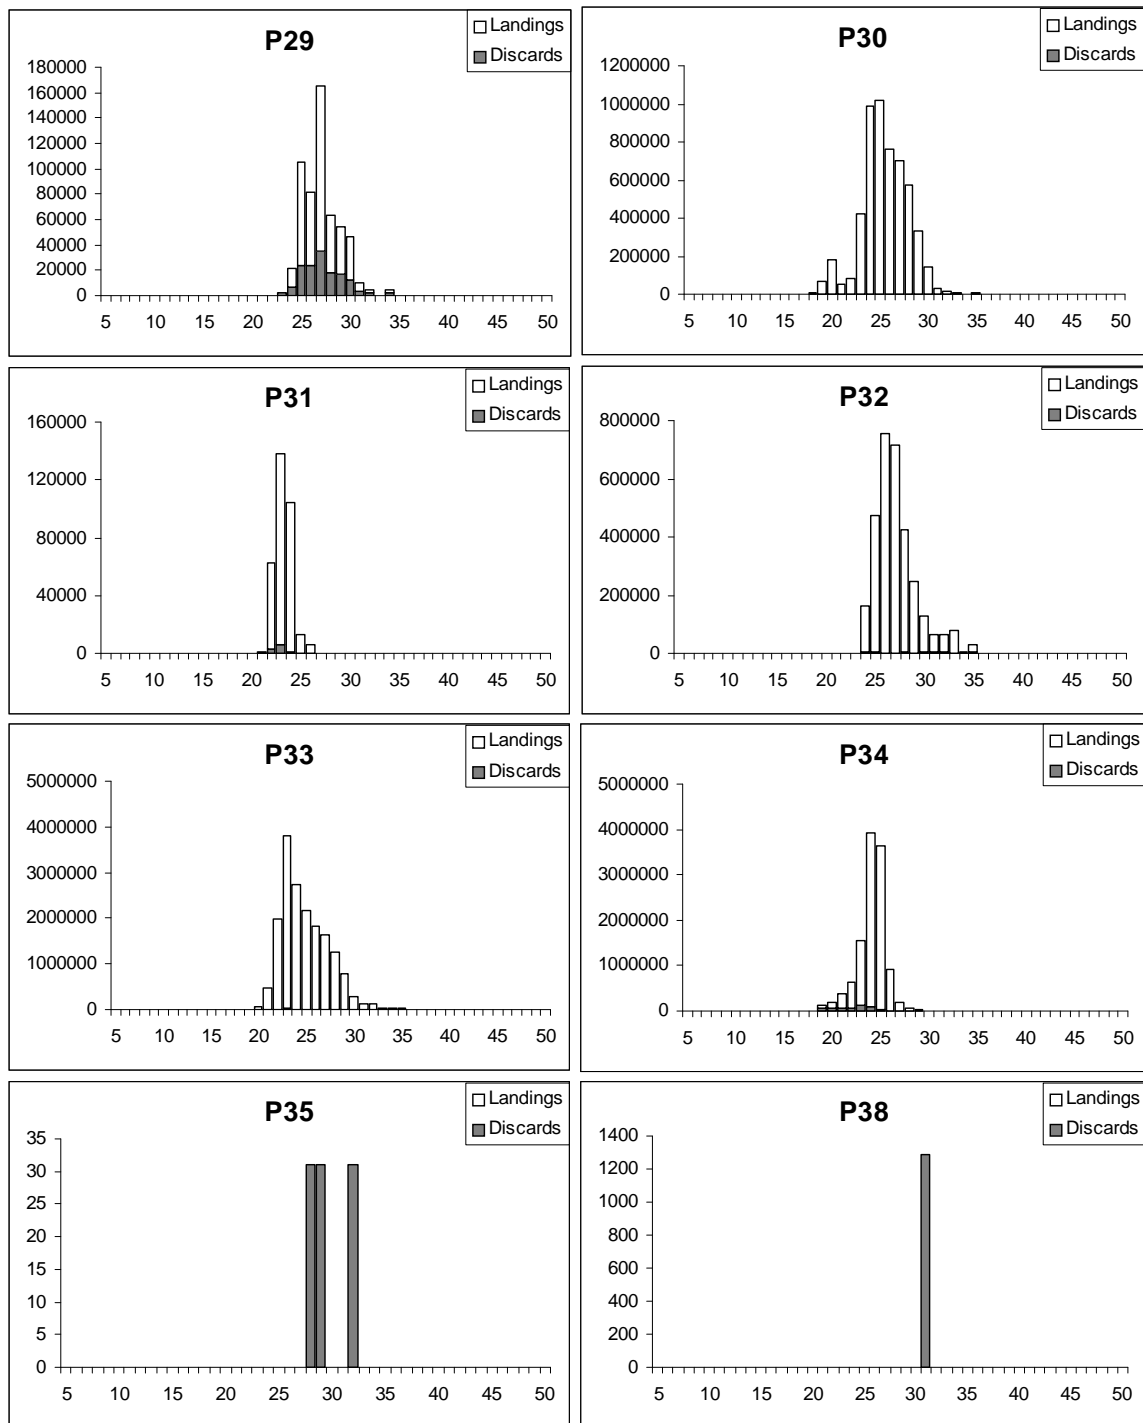 P29
Landings
Discards
180000
160000
140000
120000
100000
80000
60000
40000
20000
0
5 10 15 20 25 30 35 40 45 50
P30
Landings
Discards
1200000
1000000
800000
600000
400000
200000
0
5 10 15 20 25 30 35 40 45 50
P31
Landings
Discards
160000
120000
80000
40000
0
5 10 15 20 25 30 35 40 45 50
P32
Landings
Discards
800000
600000
400000
200000
0
5 10 15 20 25 30 35 40 45 50
P33
Landings
Discards
5000000
4000000
3000000
2000000
1000000
0
5 10 15 20 25 30 35 40 45 50
P34
Landings
Discards
5000000
4000000
3000000
2000000
1000000
0
5 10 15 20 25 30 35 40 45 50
P35
Landings
Discards
35
30
25
20
15
10
5
0
5 10 15 20 25 30 35 40 45 50
P38
Landings
Discards
1400
1200
1000
800
600
400
200
0
5 10 15 20 25 30 35 40 45 50